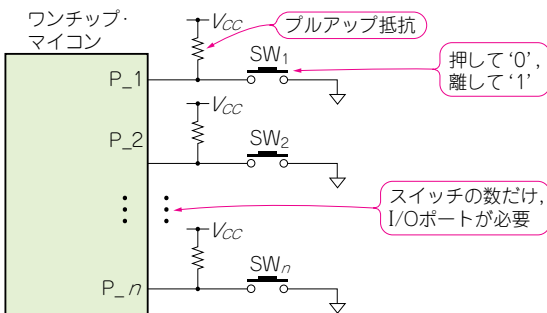 ワンチップ・
マイコン
VCC
プルアップ抵抗
P_1
SW1
押して‘0’,
離して‘1’
VCC
P_2
SW2
スイッチの数だけ,
I/Oポートが必要
VCC
P_n
SWn